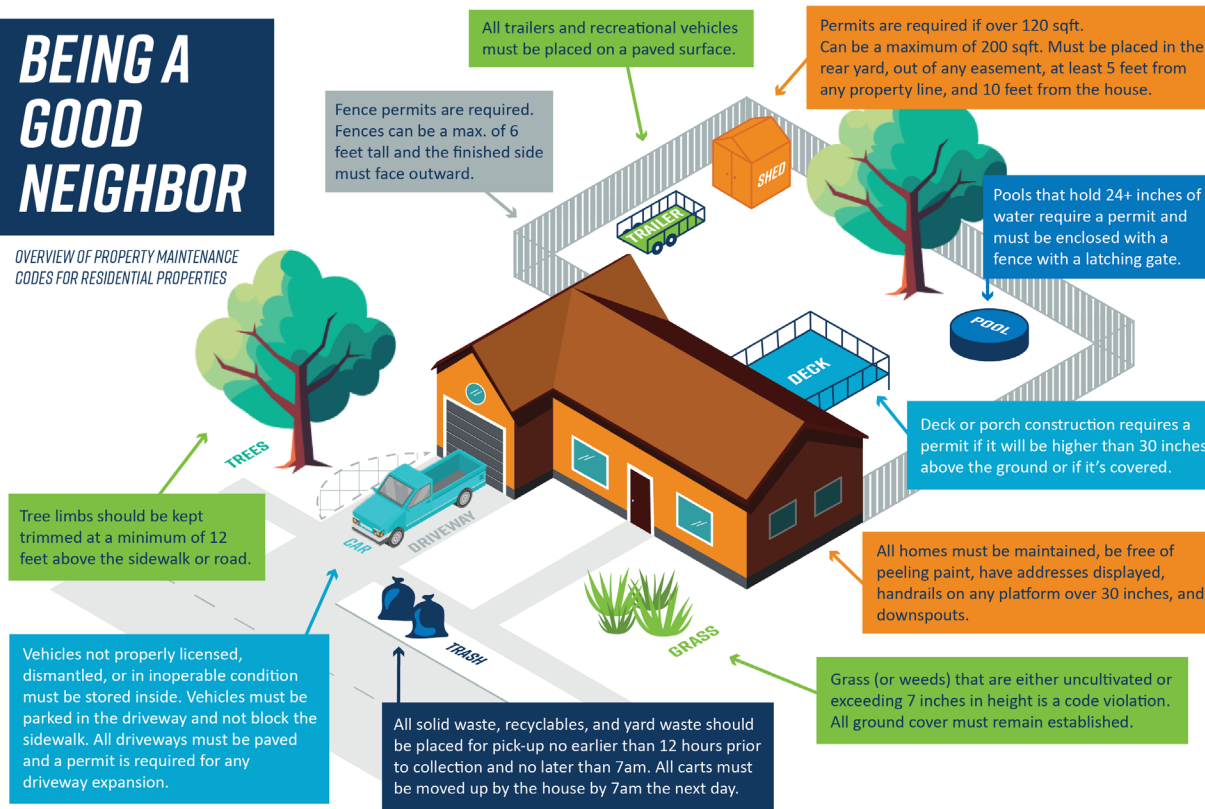 BEING A
GOOD
NEIGHBOR
OVERVIEW OF PROPERTY MAINTENANCE
CODES FOR RESIDENTIAL PROPERTIES
All trailers and recreational vehicles
must be placed on a paved surface.
Permits are required if over 120 sqft.
Can be a maximum of 200 sqft. Must be placed in the
rear yard, out of any easement, at least 5 feet from
any property line, and 10 feet from the house.
Fence permits are required.
Fences can be a max. of 6
feet tall and the finished side
must face outward.
SHED
TRAILER
Pools that hold 24+ inches of
water require a permit and
must be enclosed with a
fence with a latching gate.
POOL
DECK
Deck or porch construction requires a
permit if it will be higher than 30 inches
above the ground or if it's covered.
TREES
Tree limbs should be kept
trimmed at a minimum of 12
feet above the sidewalk or road.
CAR
DRIVEWAY
All homes must be maintained, be free of
peeling paint, have addresses displayed,
handrails on any platform over 30 inches, and
downspouts.
GRASS
TRASH
Vehicles not properly licensed,
dismantled, or in inoperable condition
must be stored inside. Vehicles must be
parked in the driveway and not block the
sidewalk. All driveways must be paved
and a permit is required for any
driveway expansion.
Grass (or weeds) that are either uncultivated or
exceeding 7 inches in height is a code violation.
All ground cover must remain established.
All solid waste, recyclables, and yard waste should
be placed for pick-up no earlier than 12 hours prior
to collection and no later than 7am. All carts must
be moved up by the house by 7am the next day.